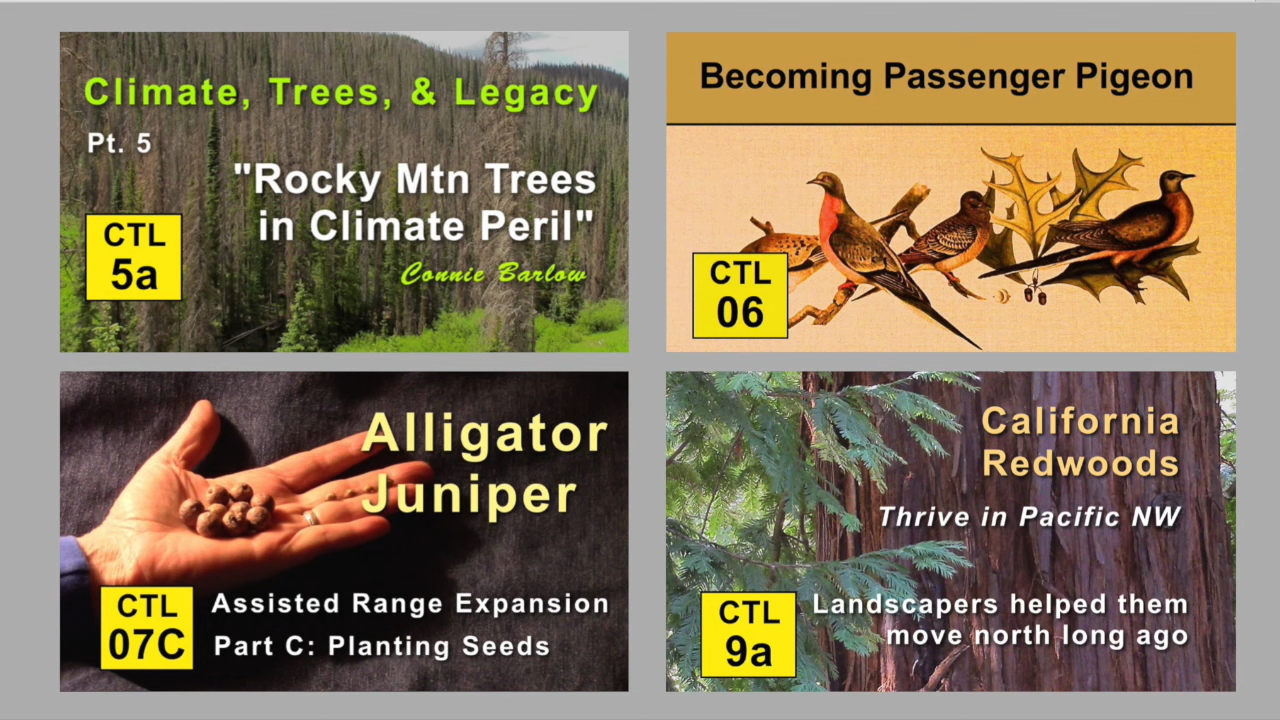 Climate, Trees, & Legacy
Pt. 5
"Rocky Mtn Trees
in Climate Peril"
CTL
5a
Connie Barlow
Becoming Passenger Pigeon
CTL
06
Alligator
Juniper
CTL
07C
Assisted Range Expansion
Part C: Planting Seeds
California
Redwoods
Thrive in Pacific NW
CTL
9a
Landscapers helped them
move north long ago